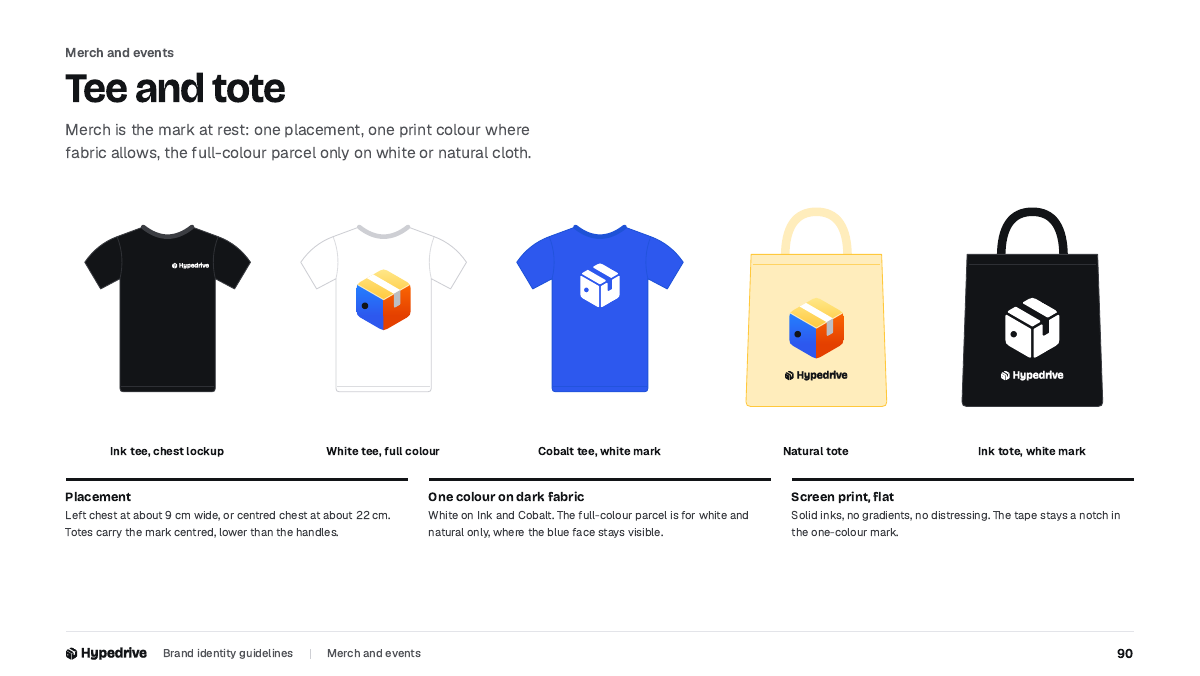 Merch and events
Tee and tote
Merch is the mark at rest: one placement, one print colour where
fabric allows, the full-colour parcel only on white or natural cloth.
Hypedrive
Hypedrive
Hypedrive
Ink tee, chest lockup
White tee, full colour
Cobalt tee, white mark
Natural tote
Ink tote, white mark
Placement
Left chest at about 9 cm wide, or centred chest at about 22 cm.
Totes carry the mark centred, lower than the handles.
One colour on dark fabric
White on Ink and Cobalt. The full-colour parcel is for white and
natural only, where the blue face stays visible.
Screen print, flat
Solid inks, no gradients, no distressing. The tape stays a notch in
the one-colour mark.
Hypedrive
Brand identity guidelines
Merch and events
90